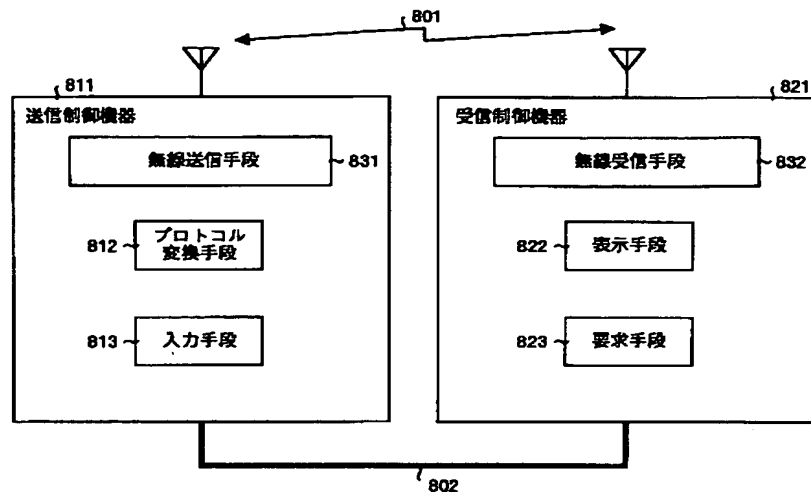 801
811
821
送信制御機器
受信制御機器
無線送信手段
831
無線受信手段
832
812
プロトコル
変換手段
822
表示手段
813
入力手段
823
要求手段
802